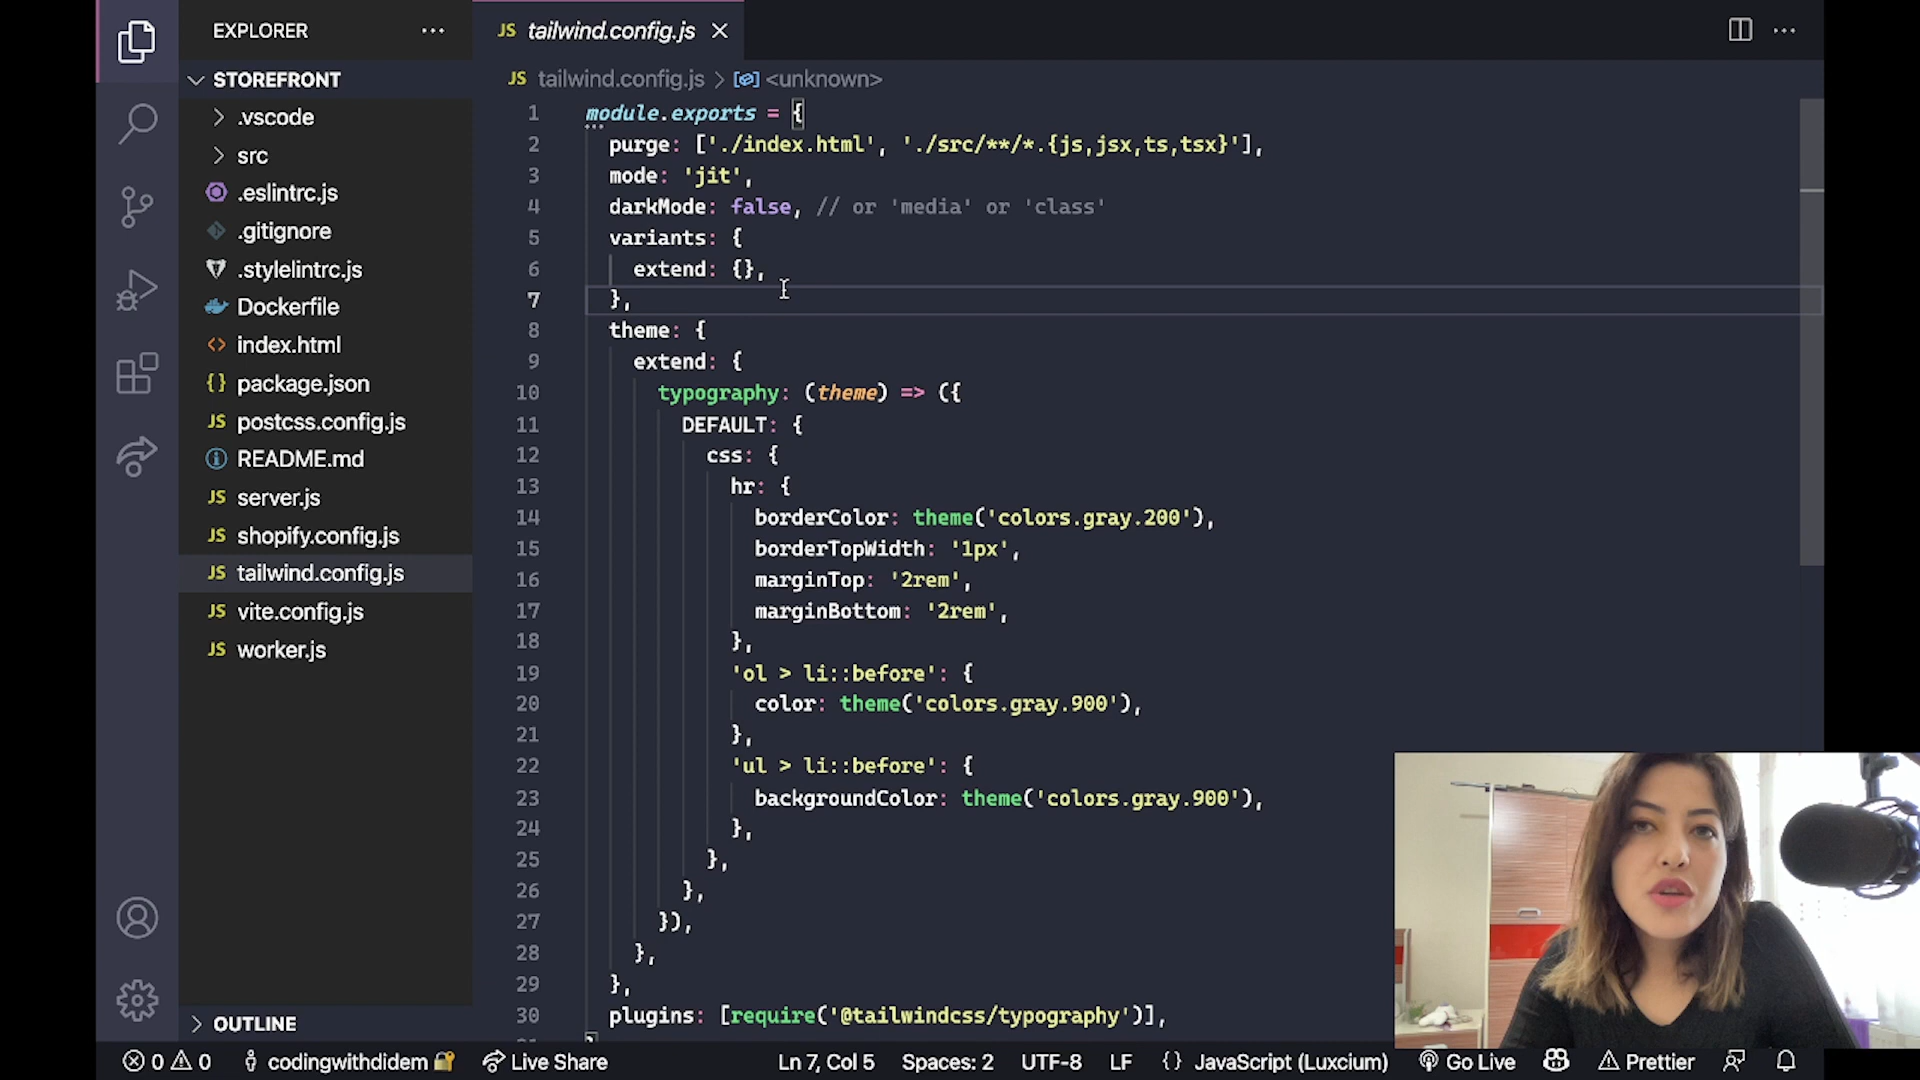 EXPLORER
STOREFRONT
.vscode
src
.eslintrc.js
.gitignore
.stylelintrc.js
Dockerfile
index.html
package.json
postcss.config.js
README.md
server.js
shopify.config.js
tailwind.config.js
vite.config.js
worker.js
OUTLINE
JS tailwind.config.js
JS tailwind.config.js > <unknown>
1 module.exports = {
2 purge: ['./index.html', './src/**/*.{js,jsx,ts,tsx}'],
3 mode: 'jit',
4 darkMode: false, // or 'media' or 'class'
5 variants: {
6 extend: {},
7 },
8 theme: {
9 extend: {
10 typography: (theme) => ({
11 DEFAULT: {
12 css: {
13 hr: {
14 borderColor: theme('colors.gray.200'),
15 borderTopWidth: '1px',
16 marginTop: '2rem',
17 marginBottom: '2rem',
18 },
19 'ol > li::before': {
20 color: theme('colors.gray.900'),
21 },
22 'ul > li::before': {
23 backgroundColor: theme('colors.gray.900'),
24 },
25 },
26 },
27 }),
28 },
29 },
30 plugins: [require('@tailwindcss/typography')],
0 0 codingwithdidem Live Share Ln 7, Col 5 Spaces: 2 UTF-8 LF {} JavaScript (Luxcium) Go Live Prettier